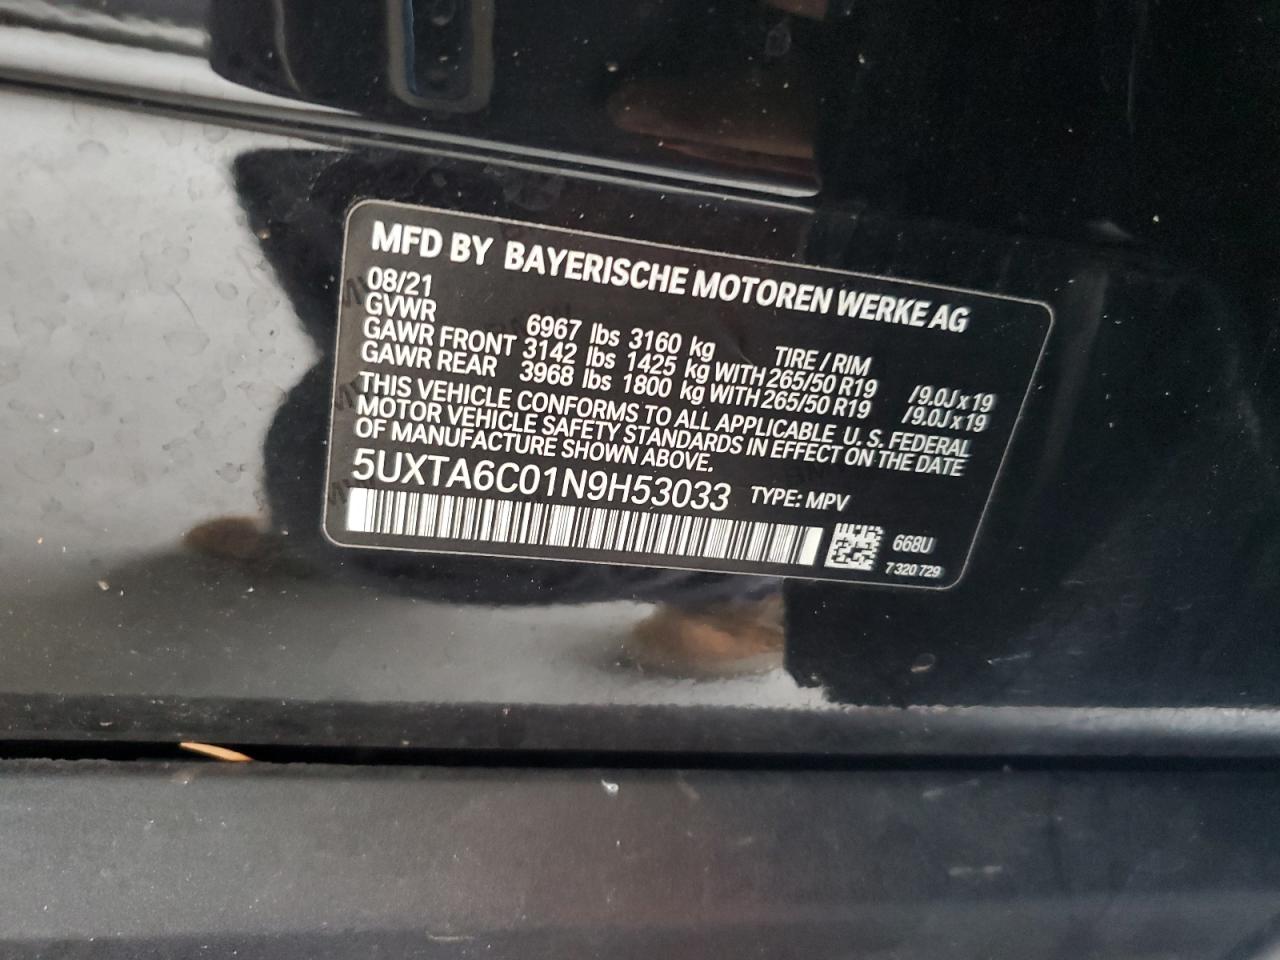 MFD BY BAYERISCHE MOTOREN WERKE AG
08/21
GVWR 6967 lbs 3160 kg TIRE / RIM
GAWR FRONT 3142 lbs 1425 kg WITH 265/50 R19 /9.0J x 19
GAWR REAR 3968 lbs 1800 kg WITH 265/50 R19 /9.0J x 19
THIS VEHICLE CONFORMS TO ALL APPLICABLE U. S. FEDERAL
MOTOR VEHICLE SAFETY STANDARDS IN EFFECT ON THE DATE
OF MANUFACTURE SHOWN ABOVE.
5UXTA6C01N9H53033 TYPE: MPV
668U
7 320 729